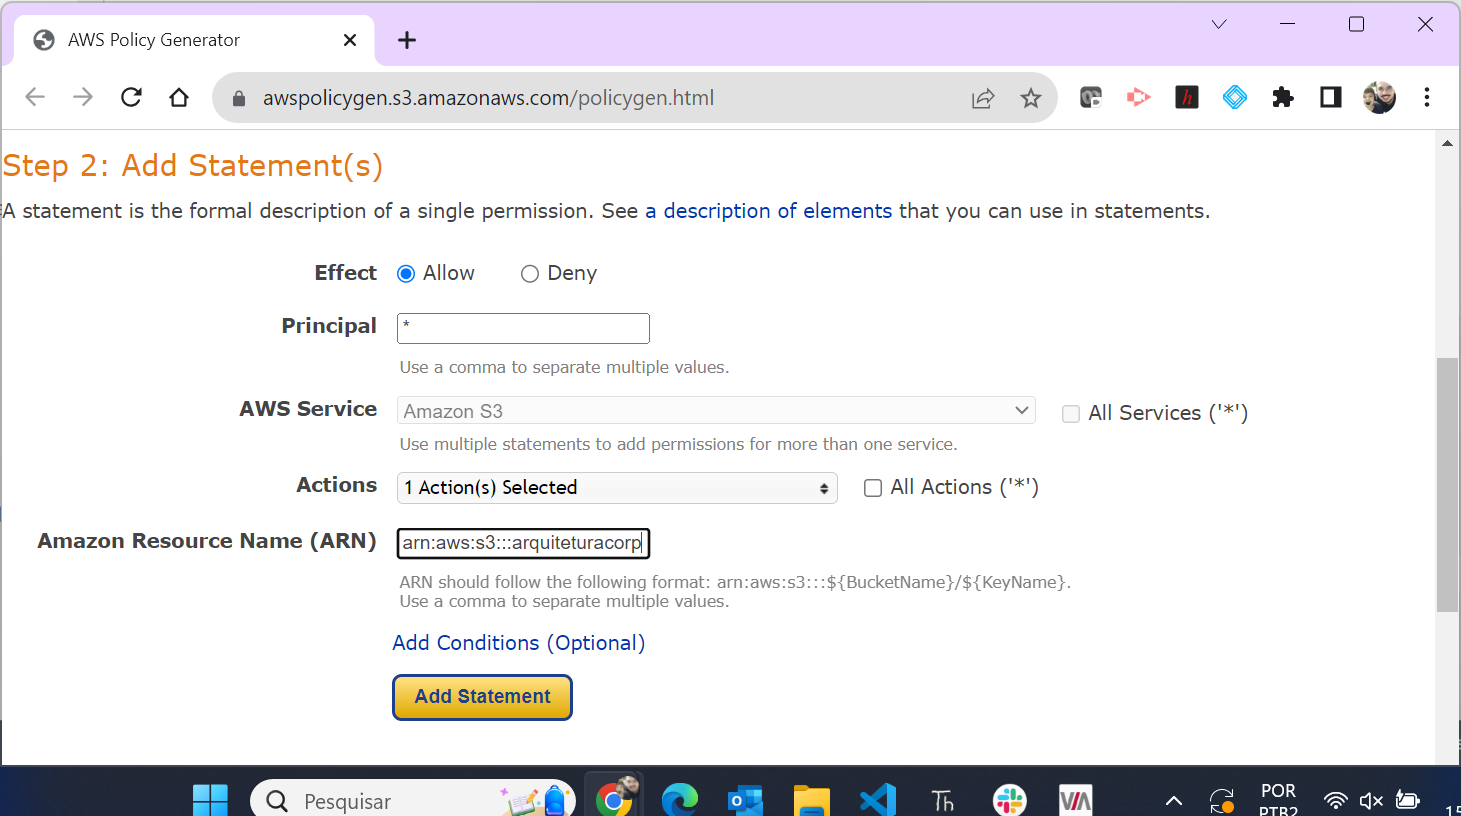 AWS Policy Generator
awspolicygen.s3.amazonaws.com/policygen.html
Step 2: Add Statement(s)
A statement is the formal description of a single permission. See a description of elements that you can use in statements.
Effect Allow Deny
Principal *
Use a comma to separate multiple values.
AWS Service Amazon S3 All Services ('*')
Use multiple statements to add permissions for more than one service.
Actions 1 Action(s) Selected All Actions ('*')
Amazon Resource Name (ARN) arn:aws:s3:::arquiteturacorp
ARN should follow the following format: arn:aws:s3:::${BucketName}/${KeyName}.
Use a comma to separate multiple values.
Add Conditions (Optional)
Add Statement
Pesquisar
Th
VIA
POR
PTB2